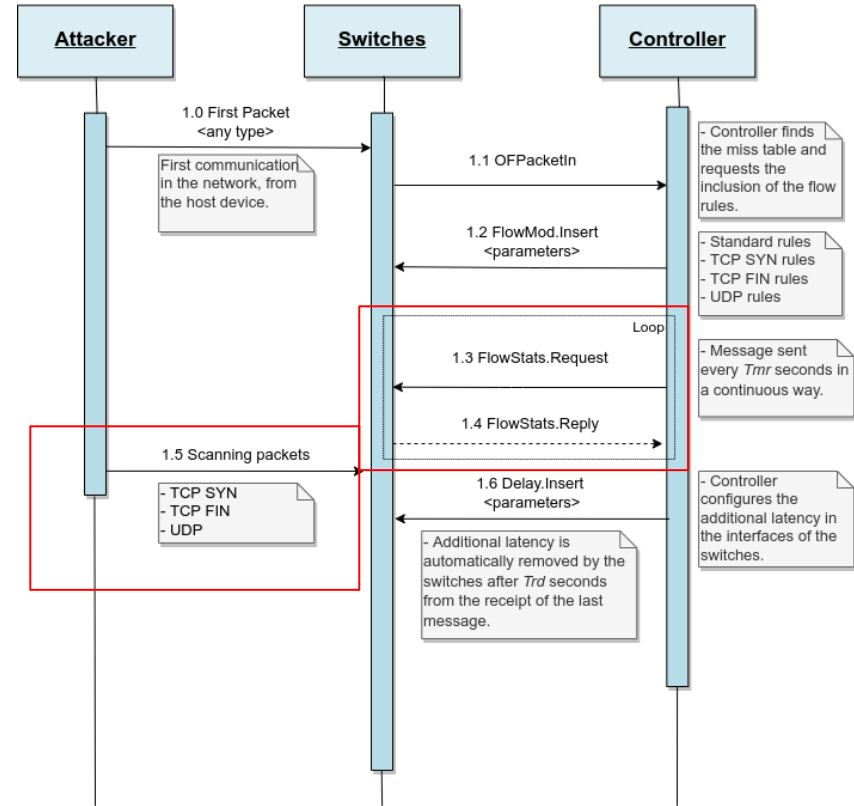 Attacker
Switches
Controller
1.0 First Packet
<any type>
First communication
in the network, from
the host device.
1.1 OFPacketIn
- Controller finds
the miss table and
requests the
inclusion of the flow
rules.
1.2 FlowMod.Insert
<parameters>
- Standard rules
- TCP SYN rules
- TCP FIN rules
- UDP rules
Loop
1.3 FlowStats.Request
- Message sent
every Tmr seconds in
a continuous way.
1.4 FlowStats.Reply
1.5 Scanning packets
- TCP SYN
- TCP FIN
- UDP
1.6 Delay.Insert
<parameters>
- Controller
configures the
additional latency in
the interfaces of the
switches.
- Additional latency is
automatically removed by the
switches after Trd seconds
from the receipt of the last
message.